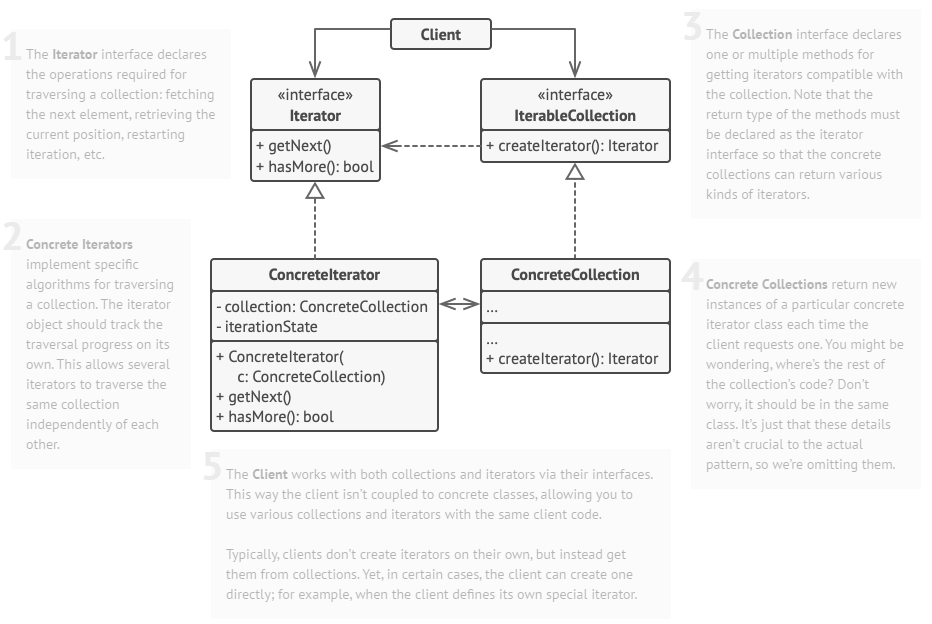 Client
1
The Iterator interface declares
the operations required for
traversing a collection: fetching
the next element, retrieving the
current position, restarting
iteration, etc.
«interface»
Iterator
+ getNext()
+ hasMore(): bool
«interface»
IterableCollection
+ createIterator(): Iterator
3
The Collection interface declares
one or multiple methods for
getting iterators compatible with
the collection. Note that the
return type of the methods must
be declared as the iterator
interface so that the concrete
collections can return various
kinds of iterators.
2
Concrete Iterators
implement specific
algorithms for traversing
a collection. The iterator
object should track the
traversal progress on its
own. This allows several
iterators to traverse the
same collection
independently of each
other.
ConcreteIterator
- collection: ConcreteCollection
- iterationState
+ ConcreteIterator(
c: ConcreteCollection)
+ getNext()
+ hasMore(): bool
ConcreteCollection
...
...
+ createIterator(): Iterator
4
Concrete Collections return new
instances of a particular concrete
iterator class each time the
client requests one. You might be
wondering, where's the rest of
the collection's code? Don't
worry, it should be in the same
class. It's just that these details
aren't crucial to the actual
pattern, so we're omitting them.
5
The Client works with both collections and iterators via their interfaces.
This way the client isn't coupled to concrete classes, allowing you to
use various collections and iterators with the same client code.
Typically, clients don't create iterators on their own, but instead get
them from collections. Yet, in certain cases, the client can create one
directly; for example, when the client defines its own special iterator.